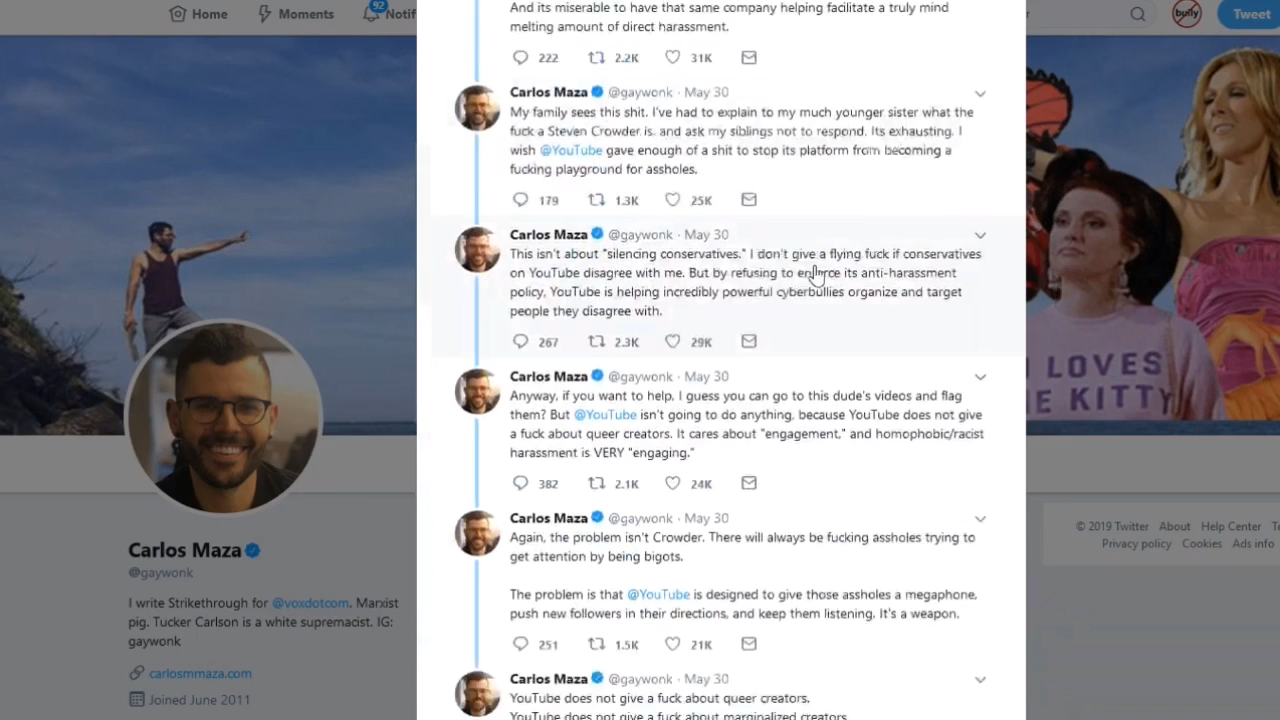 Home
Moments
92
Notif
bully
Tweet
And its miserable to have that same company helping facilitate a truly mind
melting amount of direct harassment.
222 2.2K 31K
Carlos Maza @gaywonk · May 30
My family sees this shit. I've had to explain to my much younger sister what the
fuck a Steven Crowder is, and ask my siblings not to respond. Its exhausting. I
wish @YouTube gave enough of a shit to stop its platform from becoming a
fucking playground for assholes.
179 1.3K 25K
Carlos Maza @gaywonk · May 30
This isn't about "silencing conservatives." I don't give a flying fuck if conservatives
on YouTube disagree with me. But by refusing to enforce its anti-harassment
policy, YouTube is helping incredibly powerful cyberbullies organize and target
people they disagree with.
267 2.3K 29K
Carlos Maza @gaywonk · May 30
Anyway, if you want to help, I guess you can go to this dude's videos and flag
them? But @YouTube isn't going to do anything, because YouTube does not give
a fuck about queer creators. It cares about "engagement," and homophobic/racist
harassment is VERY "engaging."
382 2.1K 24K
Carlos Maza @gaywonk · May 30
Again, the problem isn't Crowder. There will always be fucking assholes trying to
get attention by being bigots.
The problem is that @YouTube is designed to give those assholes a megaphone,
push new followers in their directions, and keep them listening. It's a weapon.
251 1.5K 21K
Carlos Maza @gaywonk · May 30
YouTube does not give a fuck about queer creators.
YouTube does not give a fuck about marginalized creators
Carlos Maza
@gaywonk
I write Strikethrough for @voxdotcom. Marxist
pig. Tucker Carlson is a white supremacist. IG:
gaywonk
carlosmmaza.com
Joined June 2011
LOVES
E KITTY
© 2019 Twitter About Help Center
Privacy policy Cookies Ads info